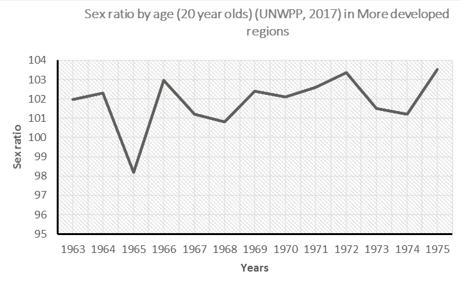 Sex ratio by age (20 year olds) (UNWPP, 2017) in More developed
regions
104
103
102
101
100
99
98
97
96
95
Sex ratio
1963 1964 1965 1966 1967 1968 1969 1970 1971 1972 1973 1974 1975
Years